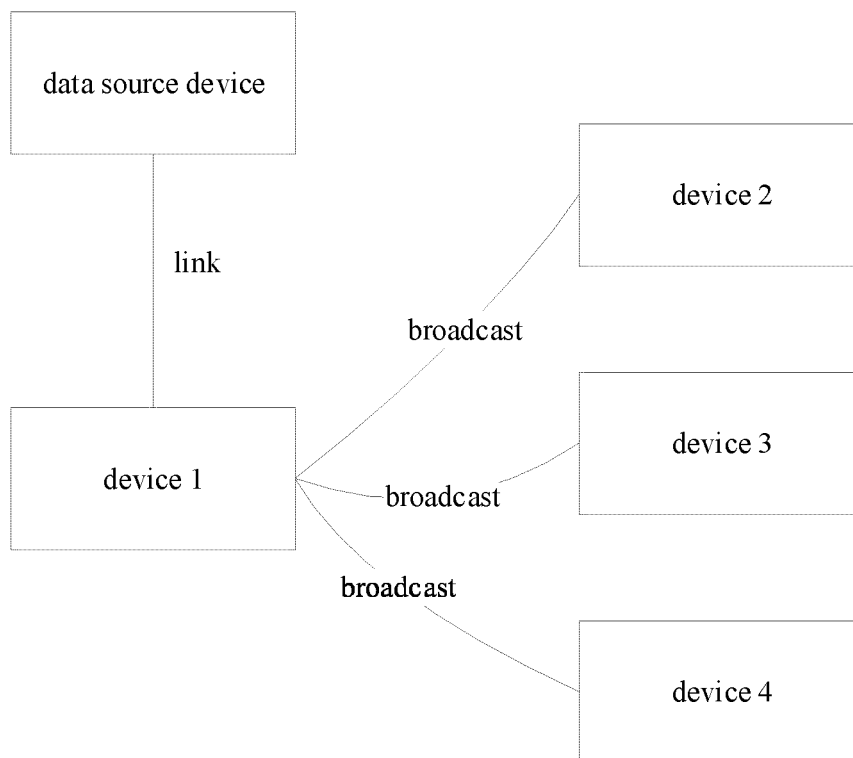 data source device
device 2
link
broadcast
device 3
device 1
broadcast
broadcast
device 4